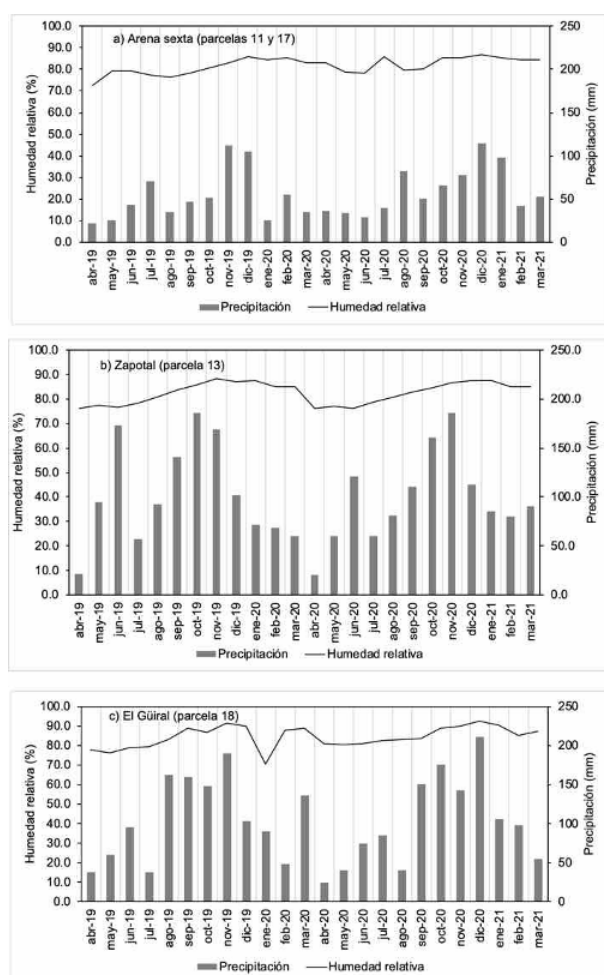 a) Arena sexta (parcelas 11 y 17)
Humedad relativa (%)
100.0
90.0
80.0
70.0
60.0
50.0
40.0
30.0
20.0
10.0
0.0
250
200
150
100
50
0
Precipitación (mm)
abr-19
may-19
jun-19
jul-19
ago-19
sep-19
oct-19
nov-19
dic-19
ene-20
feb-20
mar-20
abr-20
may-20
jun-20
jul-20
ago-20
sep-20
oct-20
nov-20
dic-20
ene-21
feb-21
mar-21
Precipitación Humedad relativa
b) Zapotal (parcela 13)
Humedad relativa (%)
100.0
90.0
80.0
70.0
60.0
50.0
40.0
30.0
20.0
10.0
0.0
250.0
200.0
150.0
100.0
50.0
0.0
Precipitación (mm)
abr-19
may-19
jun-19
jul-19
ago-19
sep-19
oct-19
nov-19
dic-19
ene-20
feb-20
mar-20
abr-20
may-20
jun-20
jul-20
ago-20
sep-20
oct-20
nov-20
dic-20
ene-21
feb-21
mar-21
Precipitación Humedad relativa
c) El Güiral (parcela 18)
Humedad relativa (%)
100.0
90.0
80.0
70.0
60.0
50.0
40.0
30.0
20.0
10.0
0.0
250
200
150
100
50
0
Precipitación (mm)
abr-19
may-19
jun-19
jul-19
ago-19
sep-19
oct-19
nov-19
dic-19
ene-20
feb-20
mar-20
abr-20
may-20
jun-20
jul-20
ago-20
sep-20
oct-20
nov-20
dic-20
ene-21
feb-21
mar-21
Precipitación Humedad relativa